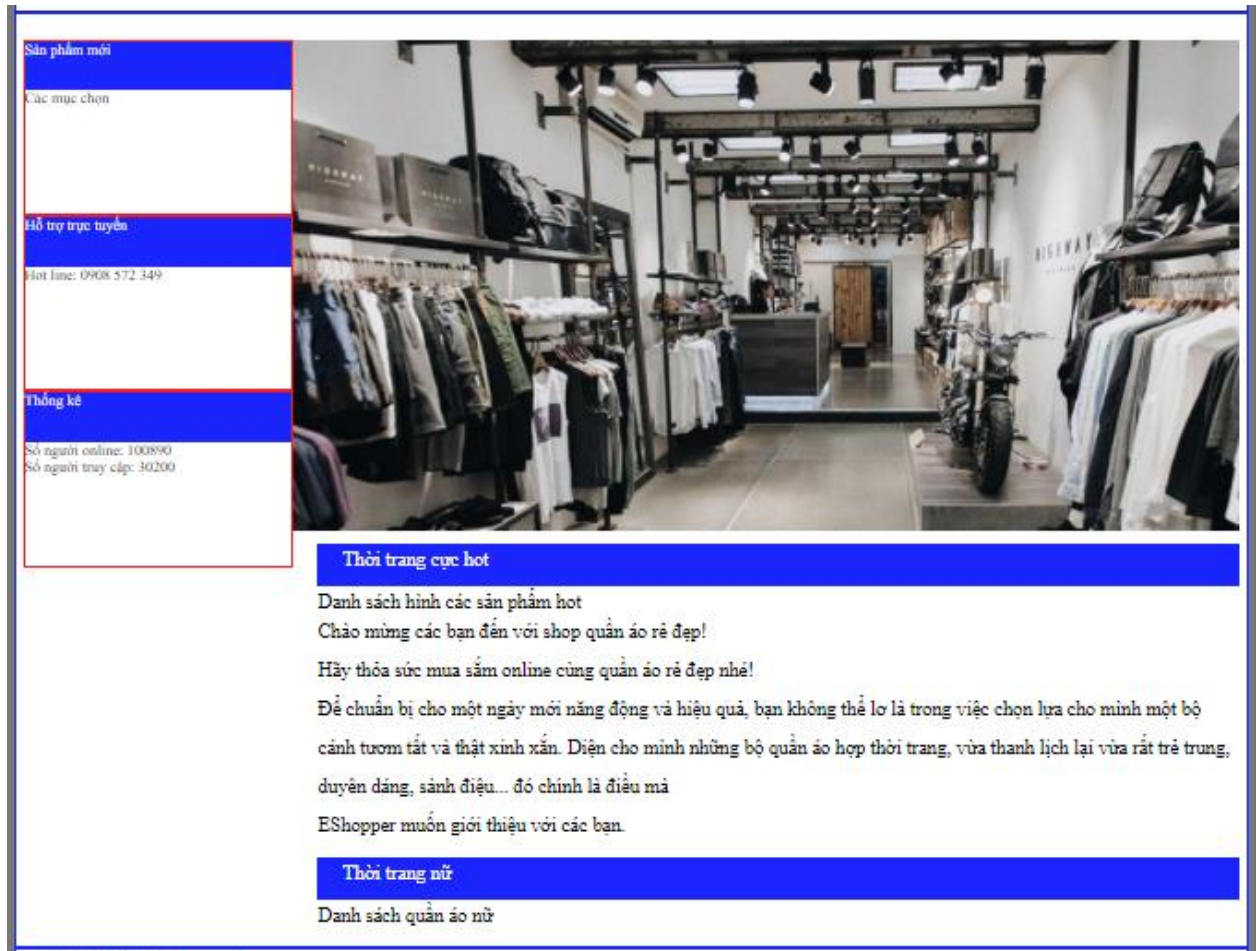 Sản phẩm mới
Các mục chọn
Hỗ trợ trực tuyến
Hot line: 0908 572 349
Thống kê
Số người online: 100890
Số người truy cập: 30200
HIGHWAY
HIGHWAY
HIGHWAY
Thời trang cực hot
Danh sách hình các sản phẩm hot
Chào mừng các bạn đến với shop quần áo rẻ đẹp!
Hãy thỏa sức mua sắm online cùng quần áo rẻ đẹp nhé!
Để chuẩn bị cho một ngày mới năng động và hiệu quả, bạn không thể lơ là trong việc chọn lựa cho mình một bộ
cánh tươm tất và thật xinh xắn. Diện cho mình những bộ quần áo hợp thời trang, vừa thanh lịch lại vừa rất trẻ trung,
duyên dáng, sành điệu... đó chính là điều mà
EShopper muốn giới thiệu với các bạn.
Thời trang nữ
Danh sách quần áo nữ